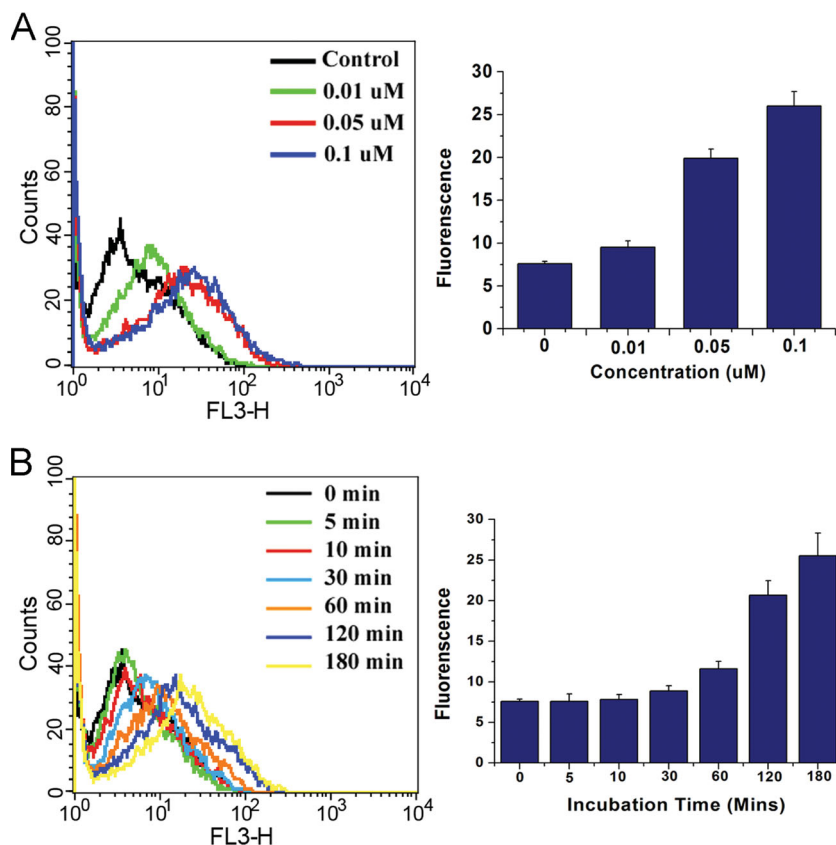 A
100
80
60
40
20
0
Counts
Control
0.01 uM
0.05 uM
0.1 uM
10^0 10^1 10^2 10^3 10^4
FL3-H
30
25
20
15
10
5
0
Fluorenscence
0 0.01 0.05 0.1
Concentration (uM)
B
100
80
60
40
20
0
Counts
0 min
5 min
10 min
30 min
60 min
120 min
180 min
10^0 10^1 10^2 10^3 10^4
FL3-H
30
25
20
15
10
5
0
Fluorenscence
0 5 10 30 60 120 180
Incubation Time (Mins)